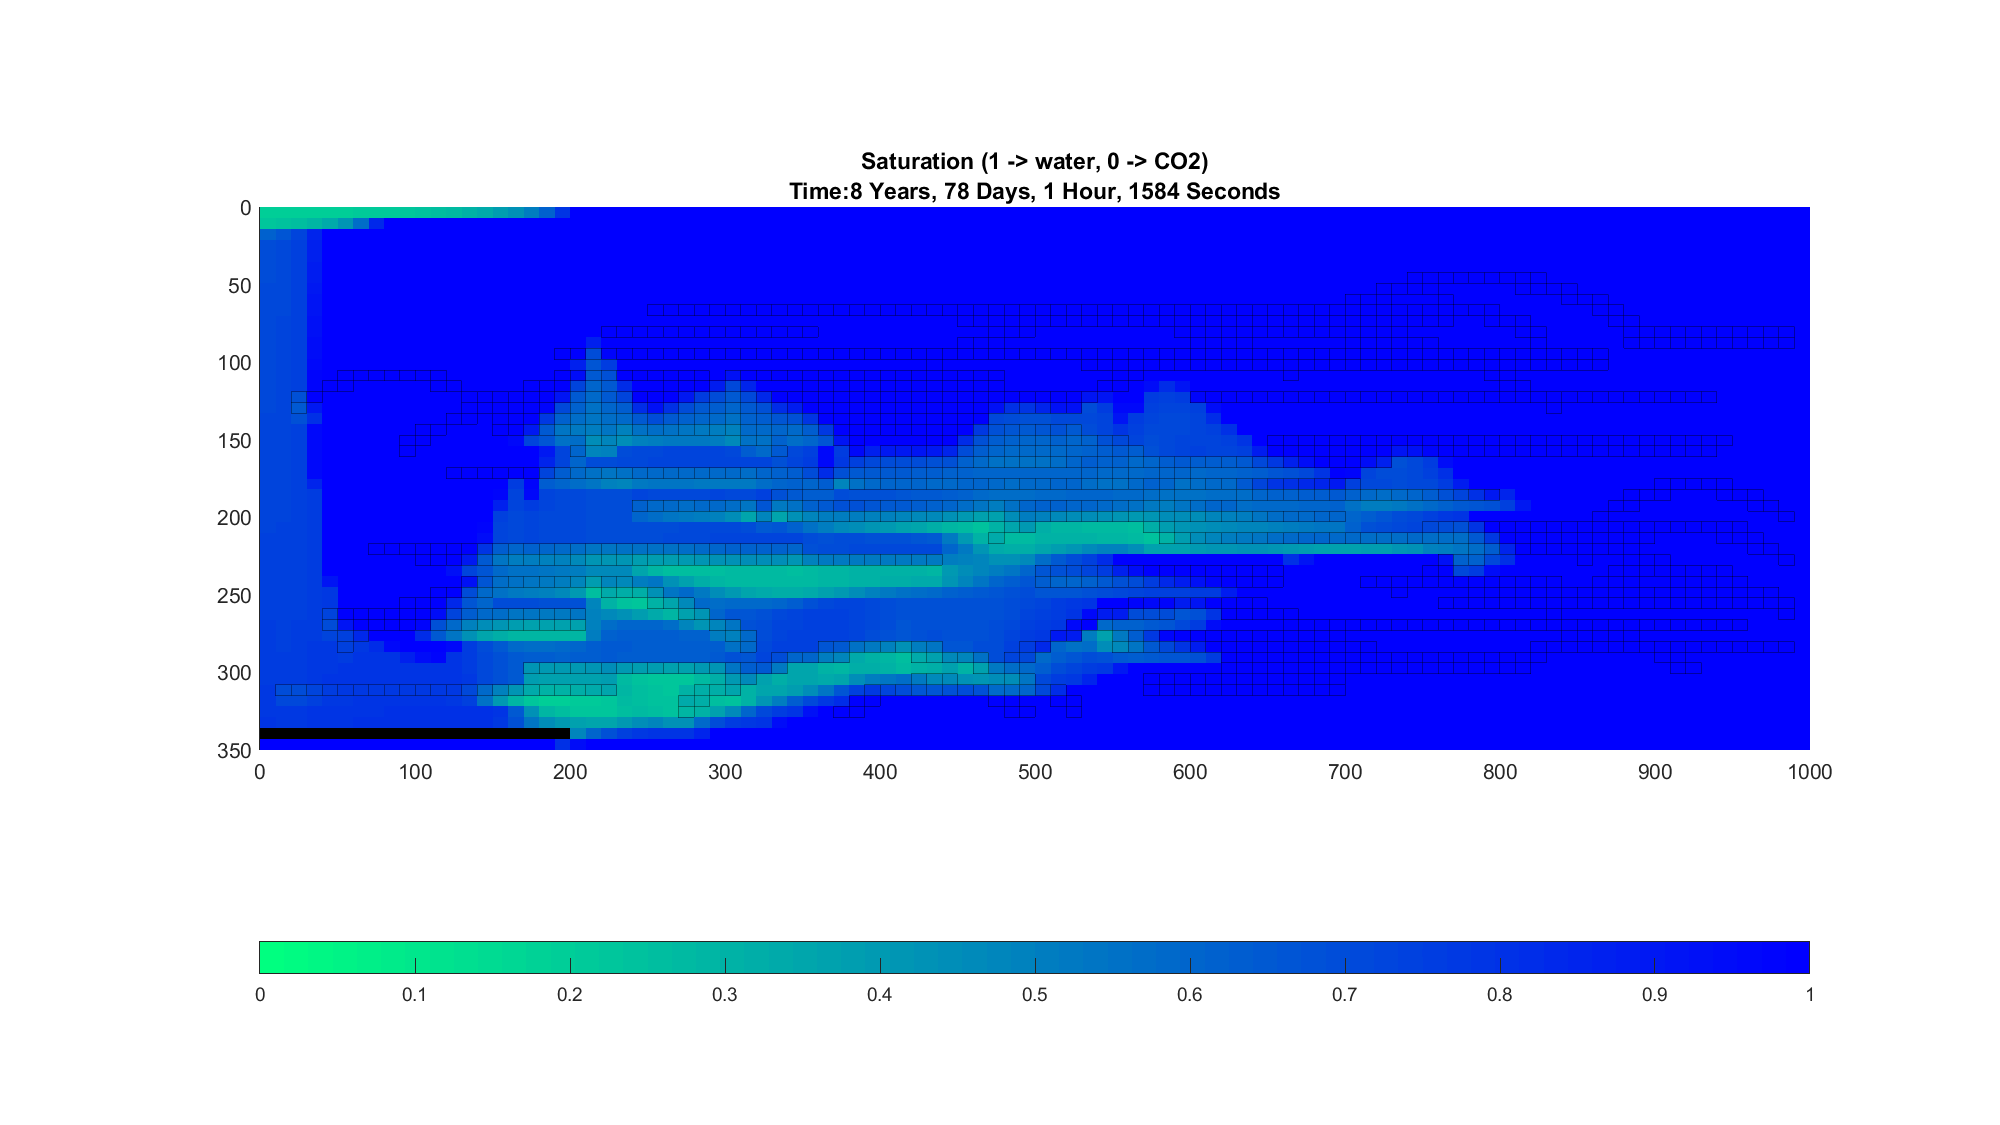 Saturation (1 -> water, 0 -> CO2)
Time:8 Years, 78 Days, 1 Hour, 1584 Seconds
0
50
100
150
200
250
300
350
0 100 200 300 400 500 600 700 800 900 1000
0 0.1 0.2 0.3 0.4 0.5 0.6 0.7 0.8 0.9 1